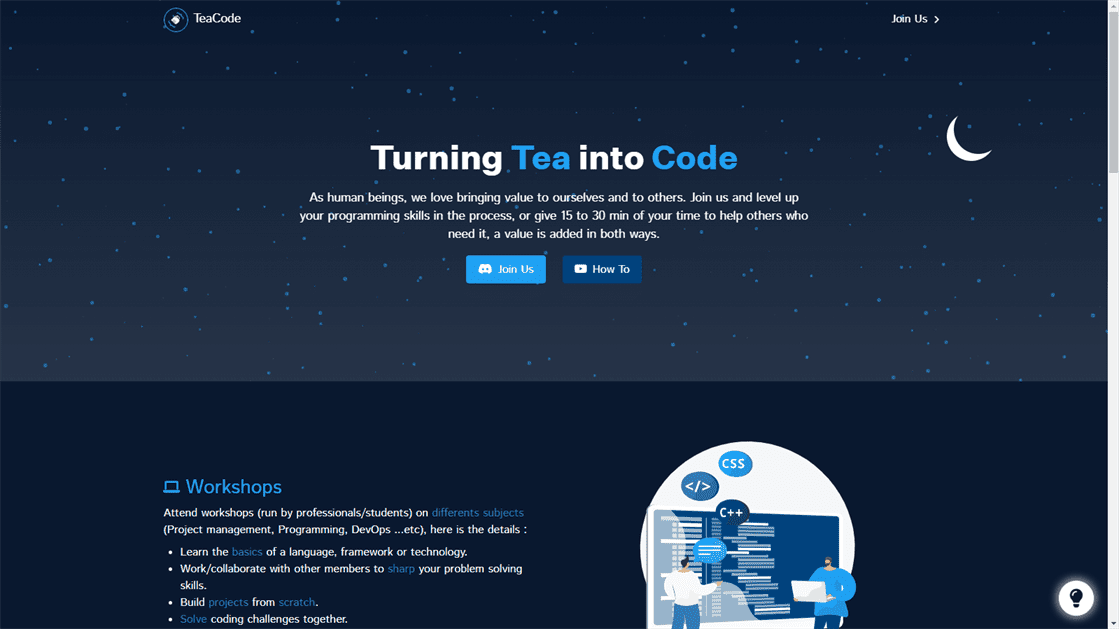 TeaCode
Join Us
Turning Tea into Code
As human beings, we love bringing value to ourselves and to others. Join us and level up
your programming skills in the process, or give 15 to 30 min of your time to help others who
need it, a value is added in both ways.
Join Us
How To
Workshops
Attend workshops (run by professionals/students) on differents subjects
(Project management, Programming, DevOps ...etc), here is the details :
• Learn the basics of a language, framework or technology.
• Work/collaborate with other members to sharp your problem solving
skills.
• Build projects from scratch.
• Solve coding challenges together.
CSS
</>
C++